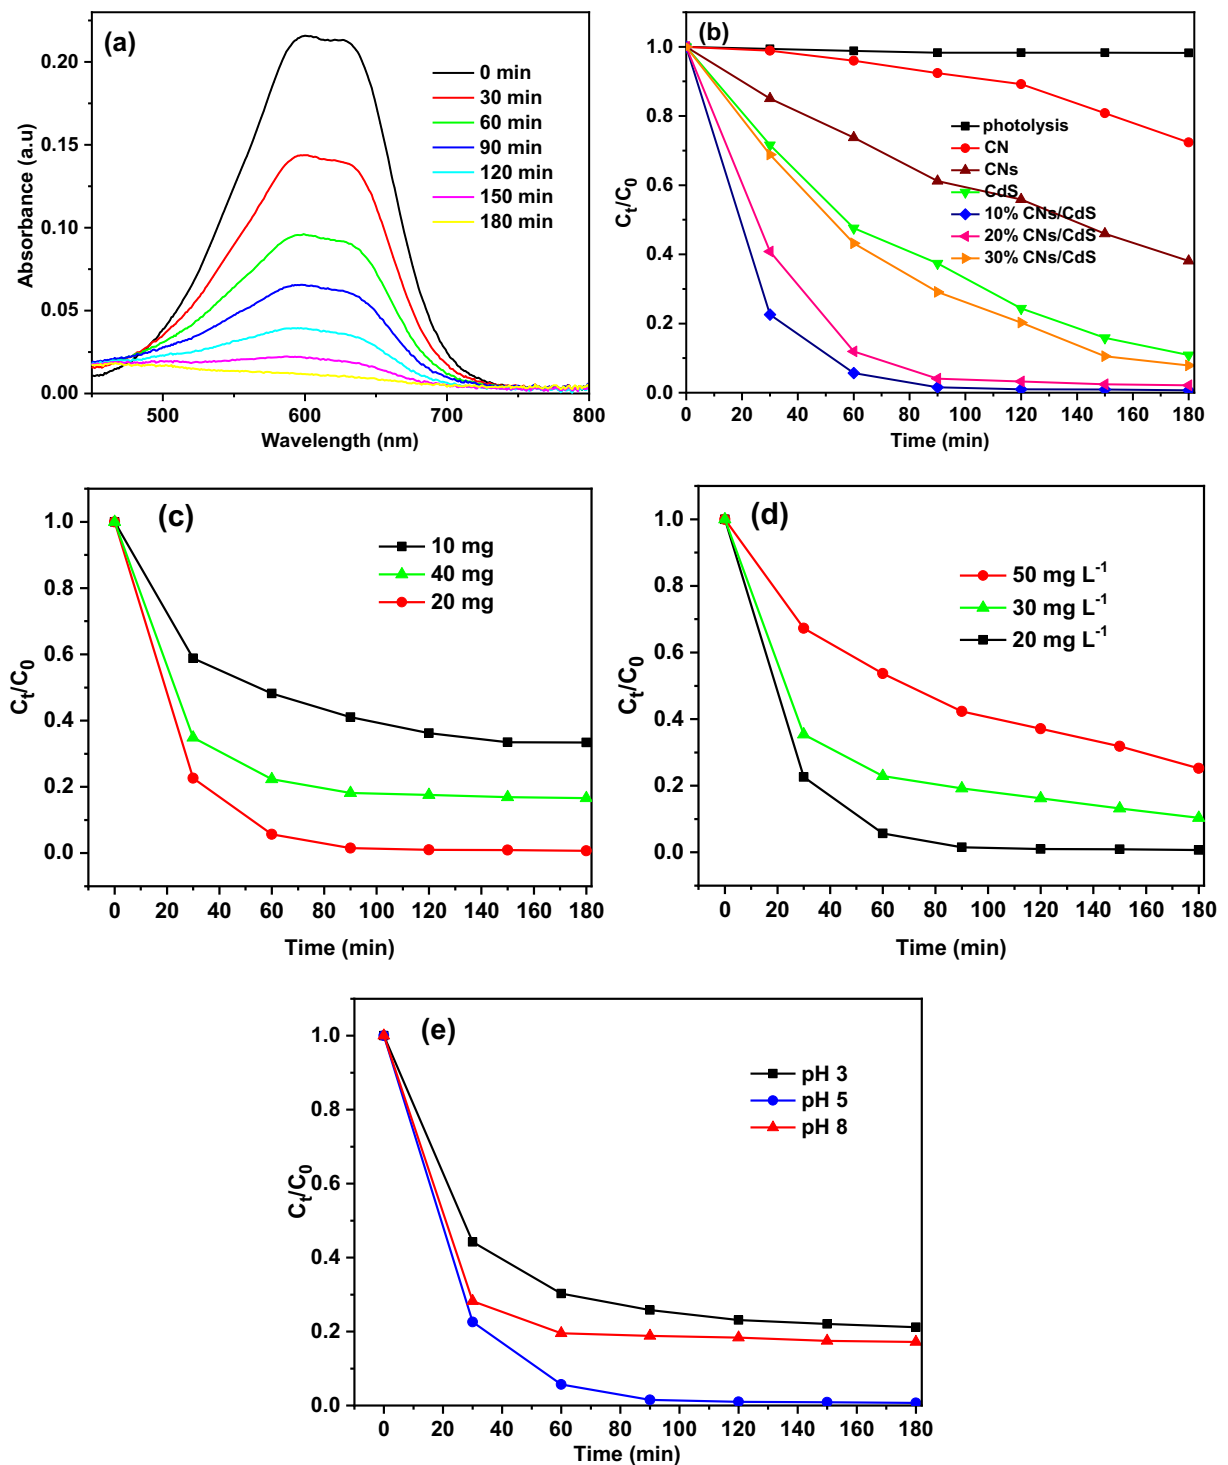 (a)
0 min
30 min
60 min
90 min
120 min
150 min
180 min
0.20
0.15
0.10
0.05
0.00
Absorbance (a.u)
500 600 700 800
Wavelength (nm)
(b)
photolysis
CN
CNs
CdS
10% CNs/CdS
20% CNs/CdS
30% CNs/CdS
1.0
0.8
0.6
0.4
0.2
0.0
Ct/C0
0 20 40 60 80 100 120 140 160 180
Time (min)
(c)
10 mg
40 mg
20 mg
1.0
0.8
0.6
0.4
0.2
0.0
Ct/C0
0 20 40 60 80 100 120 140 160 180
Time (min)
(d)
50 mg L-1
30 mg L-1
20 mg L-1
1.0
0.8
0.6
0.4
0.2
0.0
Ct/C0
0 20 40 60 80 100 120 140 160 180
Time (min)
(e)
pH 3
pH 5
pH 8
1.0
0.8
0.6
0.4
0.2
0.0
Ct/C0
0 20 40 60 80 100 120 140 160 180
Time (min)